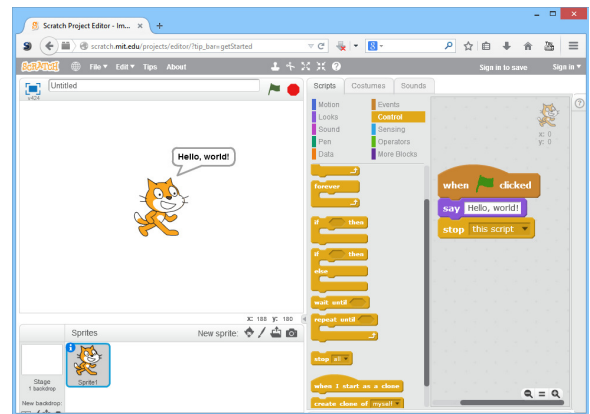 Scratch Project Editor - Im...
scratch.mit.edu/projects/editor/?tip_bar=getStarted
SCRATCH File Edit Tips About Sign in to save Sign in
Untitled
v424
Hello, world!
X: 188 y: 180
Sprites New sprite:
Stage
1 backdrop
Sprite1
New backdrop:
Scripts Costumes Sounds
Motion Events
Looks Control
Sound Sensing
Pen Operators
Data More Blocks
forever
if then
if then
else
wait until
repeat until
stop all
when I start as a clone
create clone of myself
x: 0
y: 0
when clicked
say Hello, world!
stop this script